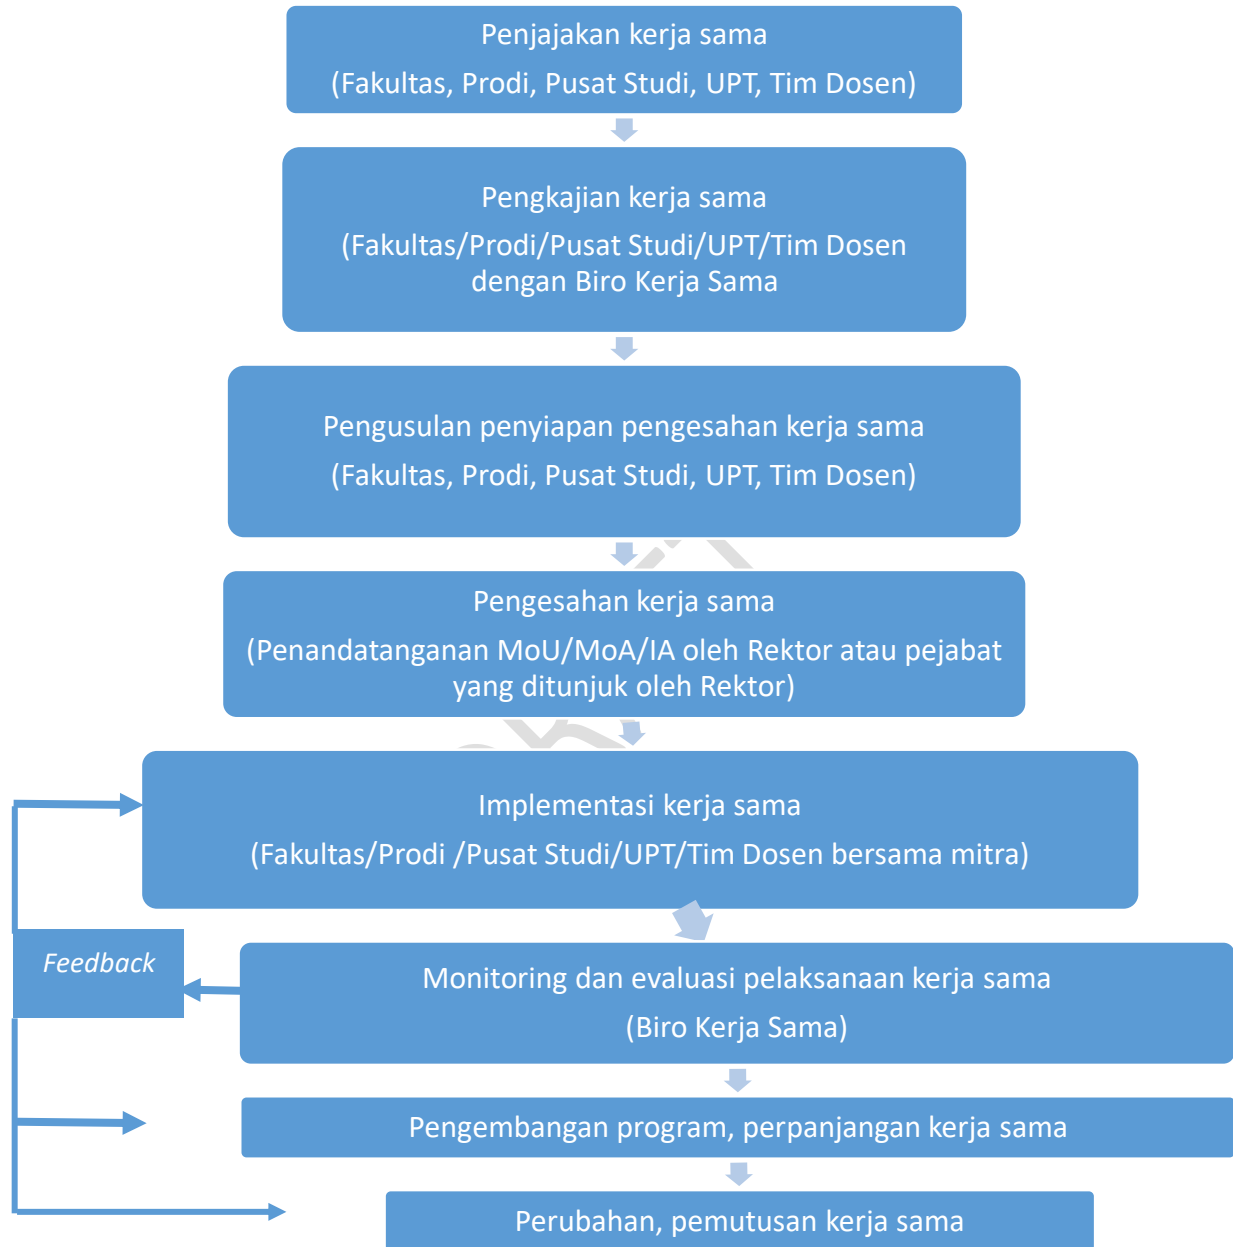 Penjajakan kerja sama
(Fakultas, Prodi, Pusat Studi, UPT, Tim Dosen)
Pengkajian kerja sama
(Fakultas/Prodi/Pusat Studi/UPT/Tim Dosen
dengan Biro Kerja Sama
Pengusulan penyiapan pengesahan kerja sama
(Fakultas, Prodi, Pusat Studi, UPT, Tim Dosen)
Pengesahan kerja sama
(Penandatanganan MoU/MoA/IA oleh Rektor atau pejabat
yang ditunjuk oleh Rektor)
Implementasi kerja sama
(Fakultas/Prodi /Pusat Studi/UPT/Tim Dosen bersama mitra)
Feedback
Monitoring dan evaluasi pelaksanaan kerja sama
(Biro Kerja Sama)
Pengembangan program, perpanjangan kerja sama
Perubahan, pemutusan kerja sama